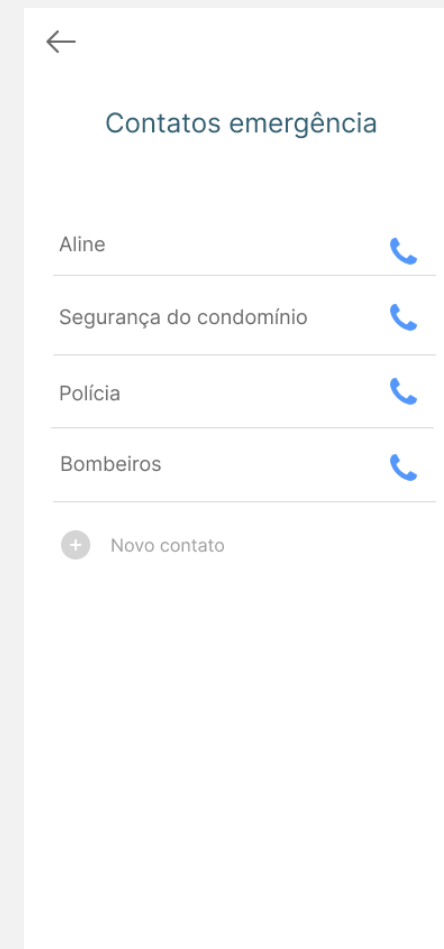 Contatos emergência
Aline
Segurança do condomínio
Polícia
Bombeiros
Novo contato